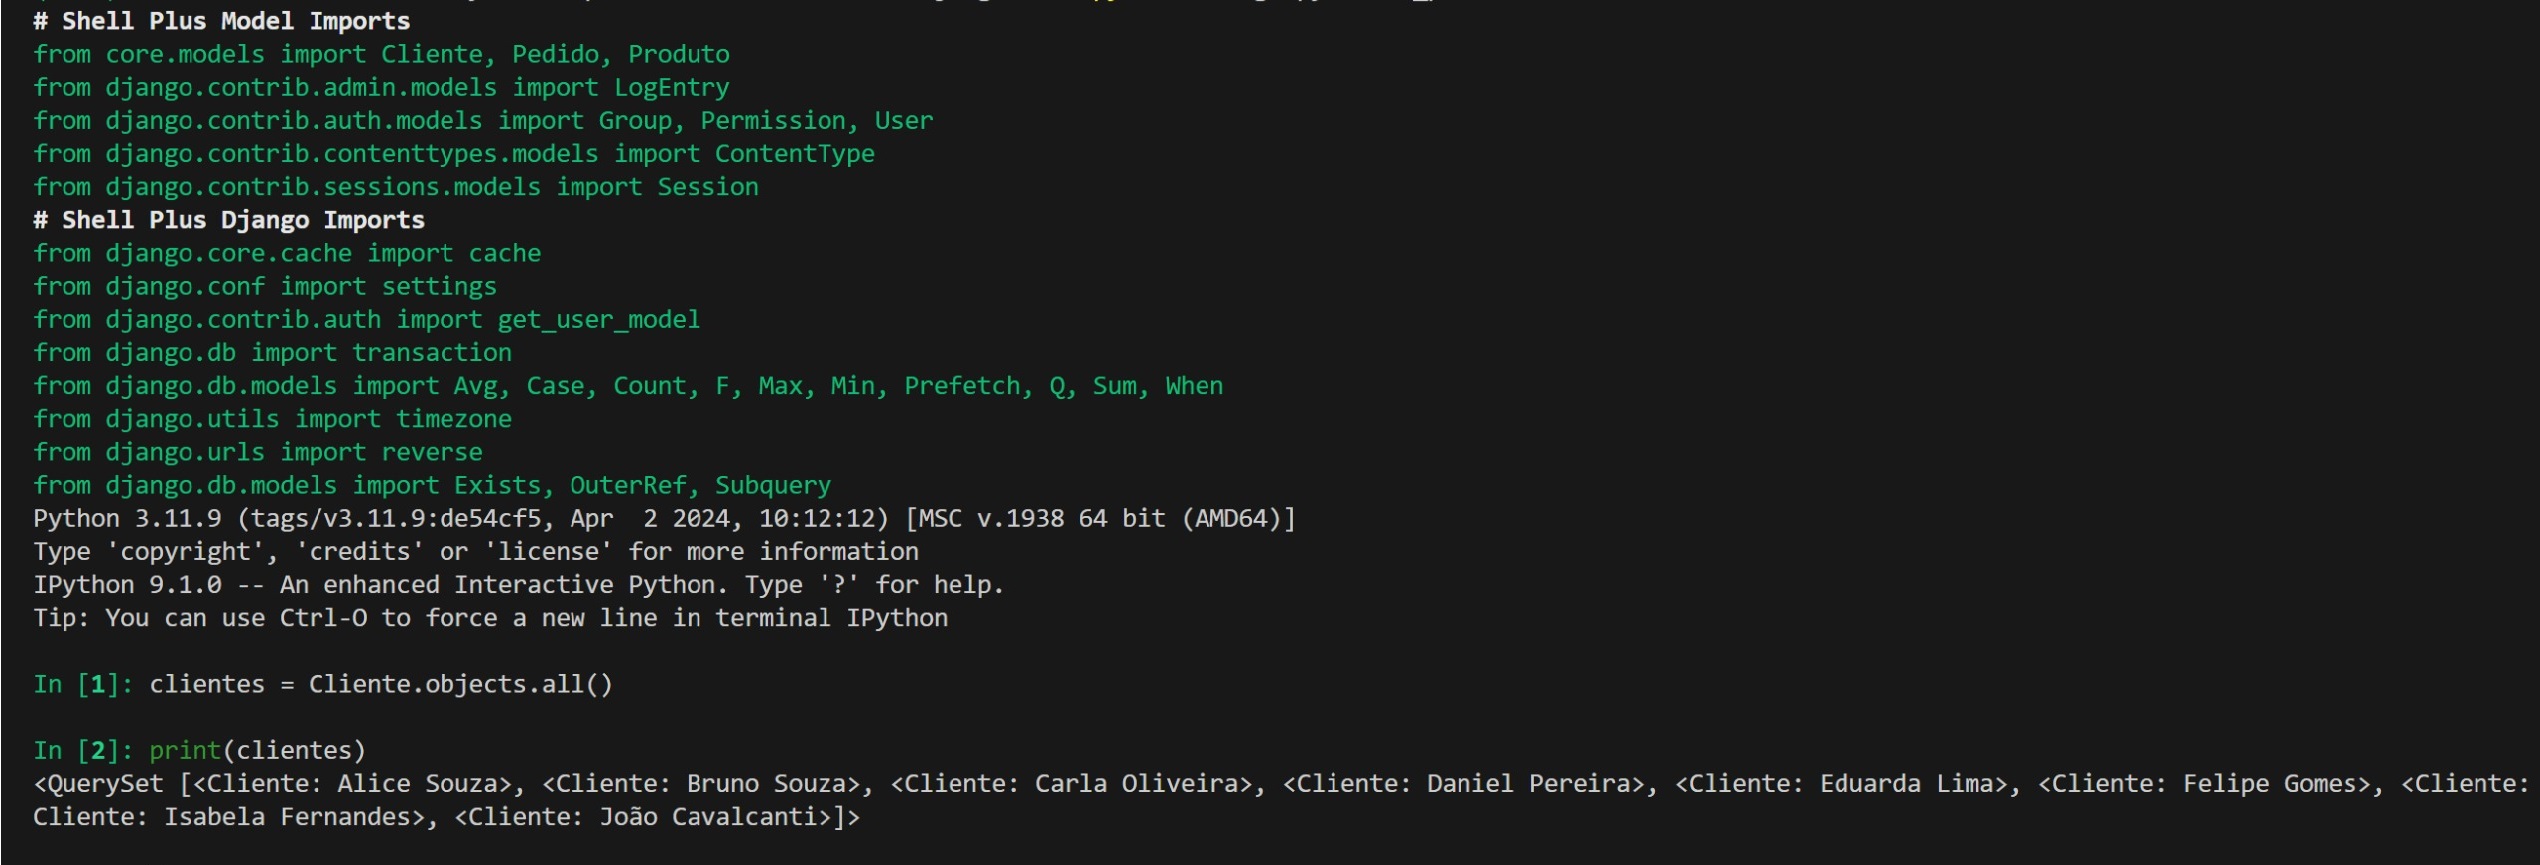 # Shell Plus Model Imports
from core.models import Cliente, Pedido, Produto
from django.contrib.admin.models import LogEntry
from django.contrib.auth.models import Group, Permission, User
from django.contrib.contenttypes.models import ContentType
from django.contrib.sessions.models import Session
# Shell Plus Django Imports
from django.core.cache import cache
from django.conf import settings
from django.contrib.auth import get_user_model
from django.db import transaction
from django.db.models import Avg, Case, Count, F, Max, Min, Prefetch, Q, Sum, When
from django.utils import timezone
from django.urls import reverse
from django.db.models import Exists, OuterRef, Subquery
Python 3.11.9 (tags/v3.11.9:de54cf5, Apr  2 2024, 10:12:12) [MSC v.1938 64 bit (AMD64)]
Type 'copyright', 'credits' or 'license' for more information
IPython 9.1.0 -- An enhanced Interactive Python. Type '?' for help.
Tip: You can use Ctrl-O to force a new line in terminal IPython
In [1]: clientes = Cliente.objects.all()
In [2]: print(clientes)
<QuerySet [<Cliente: Alice Souza>, <Cliente: Bruno Souza>, <Cliente: Carla Oliveira>, <Cliente: Daniel Pereira>, <Cliente: Eduarda Lima>, <Cliente: Felipe Gomes>, <Cliente:
Cliente: Isabela Fernandes>, <Cliente: João Cavalcanti>]>